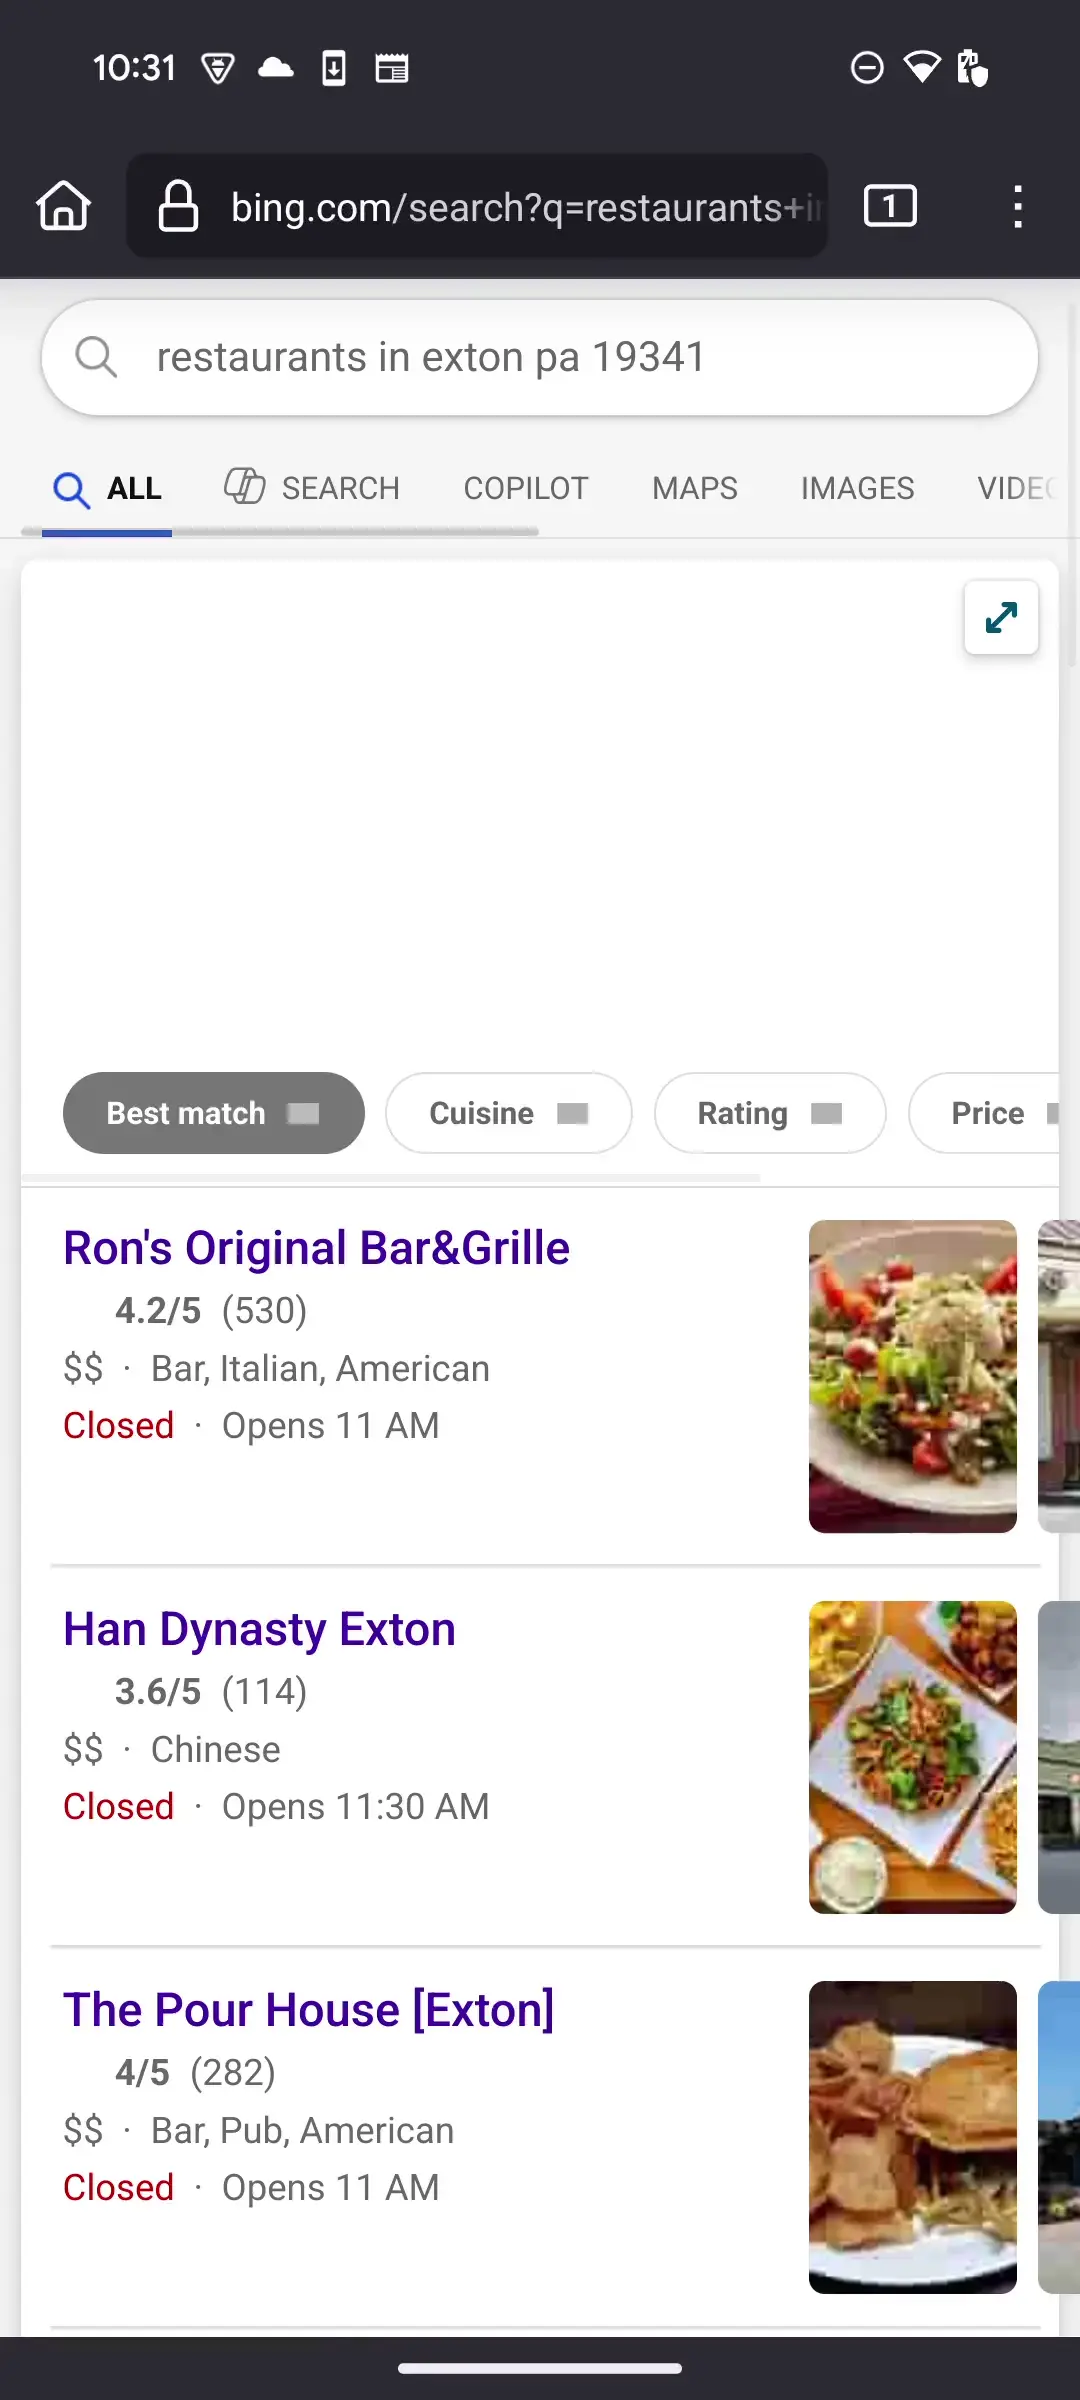 10:31
bing.com/search?q=restaurants+i
1
restaurants in exton pa 19341
ALL SEARCH COPILOT MAPS IMAGES VIDEO
Best match Cuisine Rating Price
Ron's Original Bar&Grille
4.2/5 (530)
$$ · Bar, Italian, American
Closed · Opens 11 AM
Han Dynasty Exton
3.6/5 (114)
$$ · Chinese
Closed · Opens 11:30 AM
The Pour House [Exton]
4/5 (282)
$$ · Bar, Pub, American
Closed · Opens 11 AM